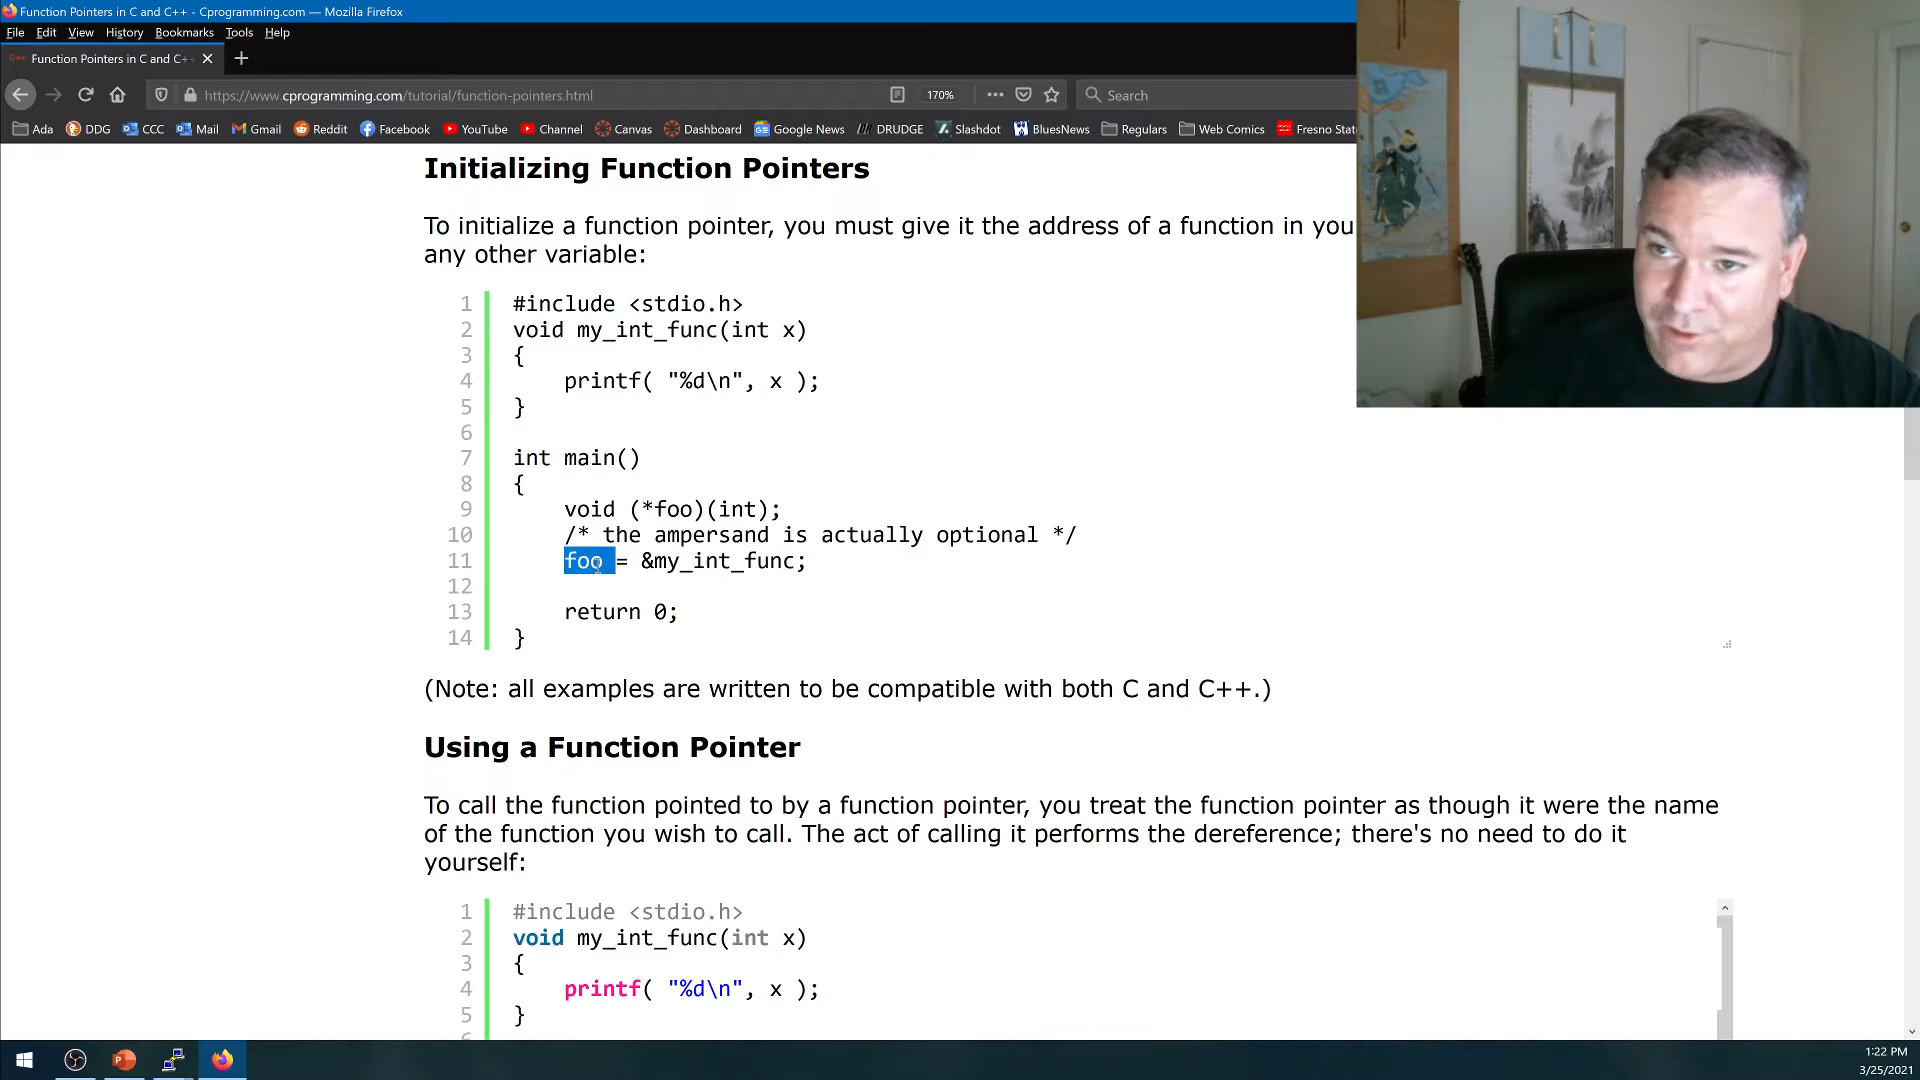 Function Pointers in C and C++ - Cprogramming.com — Mozilla Firefox
File Edit View History Bookmarks Tools Help
Function Pointers in C and C++
https://www.cprogramming.com/tutorial/function-pointers.html 170% Search
Ada DDG CCC Mail Gmail Reddit Facebook YouTube Channel Canvas Dashboard Google News DRUDGE Slashdot BluesNews Regulars Web Comics Fresno Stat
Initializing Function Pointers
To initialize a function pointer, you must give it the address of a function in you
any other variable:
1 #include <stdio.h>
2 void my_int_func(int x)
3 {
4 printf( "%d\n", x );
5 }
6
7 int main()
8 {
9 void (*foo)(int);
10 /* the ampersand is actually optional */
11 foo = &my_int_func;
12
13 return 0;
14 }
(Note: all examples are written to be compatible with both C and C++.)
Using a Function Pointer
To call the function pointed to by a function pointer, you treat the function pointer as though it were the name
of the function you wish to call. The act of calling it performs the dereference; there's no need to do it
yourself:
1 #include <stdio.h>
2 void my_int_func(int x)
3 {
4 printf( "%d\n", x );
5 }
1:22 PM
3/25/2021